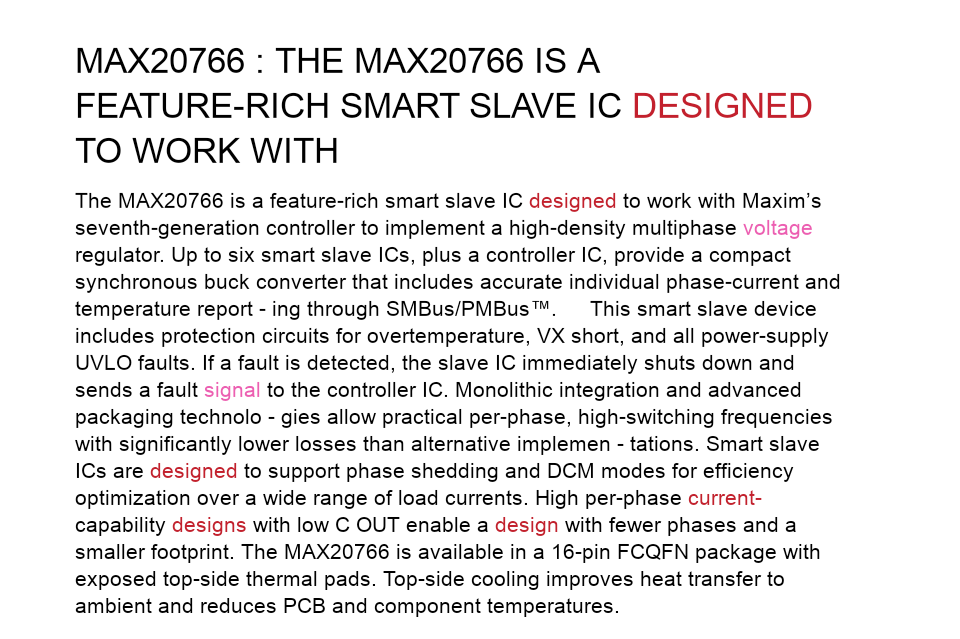 MAX20766 : THE MAX20766 IS A
FEATURE-RICH SMART SLAVE IC DESIGNED
TO WORK WITH
The MAX20766 is a feature-rich smart slave IC designed to work with Maxim’s
seventh-generation controller to implement a high-density multiphase voltage
regulator. Up to six smart slave ICs, plus a controller IC, provide a compact
synchronous buck converter that includes accurate individual phase-current and
temperature report - ing through SMBus/PMBus™. This smart slave device
includes protection circuits for overtemperature, VX short, and all power-supply
UVLO faults. If a fault is detected, the slave IC immediately shuts down and
sends a fault signal to the controller IC. Monolithic integration and advanced
packaging technolo - gies allow practical per-phase, high-switching frequencies
with significantly lower losses than alternative implemen - tations. Smart slave
ICs are designed to support phase shedding and DCM modes for efficiency
optimization over a wide range of load currents. High per-phase current-
capability designs with low C OUT enable a design with fewer phases and a
smaller footprint. The MAX20766 is available in a 16-pin FCQFN package with
exposed top-side thermal pads. Top-side cooling improves heat transfer to
ambient and reduces PCB and component temperatures.